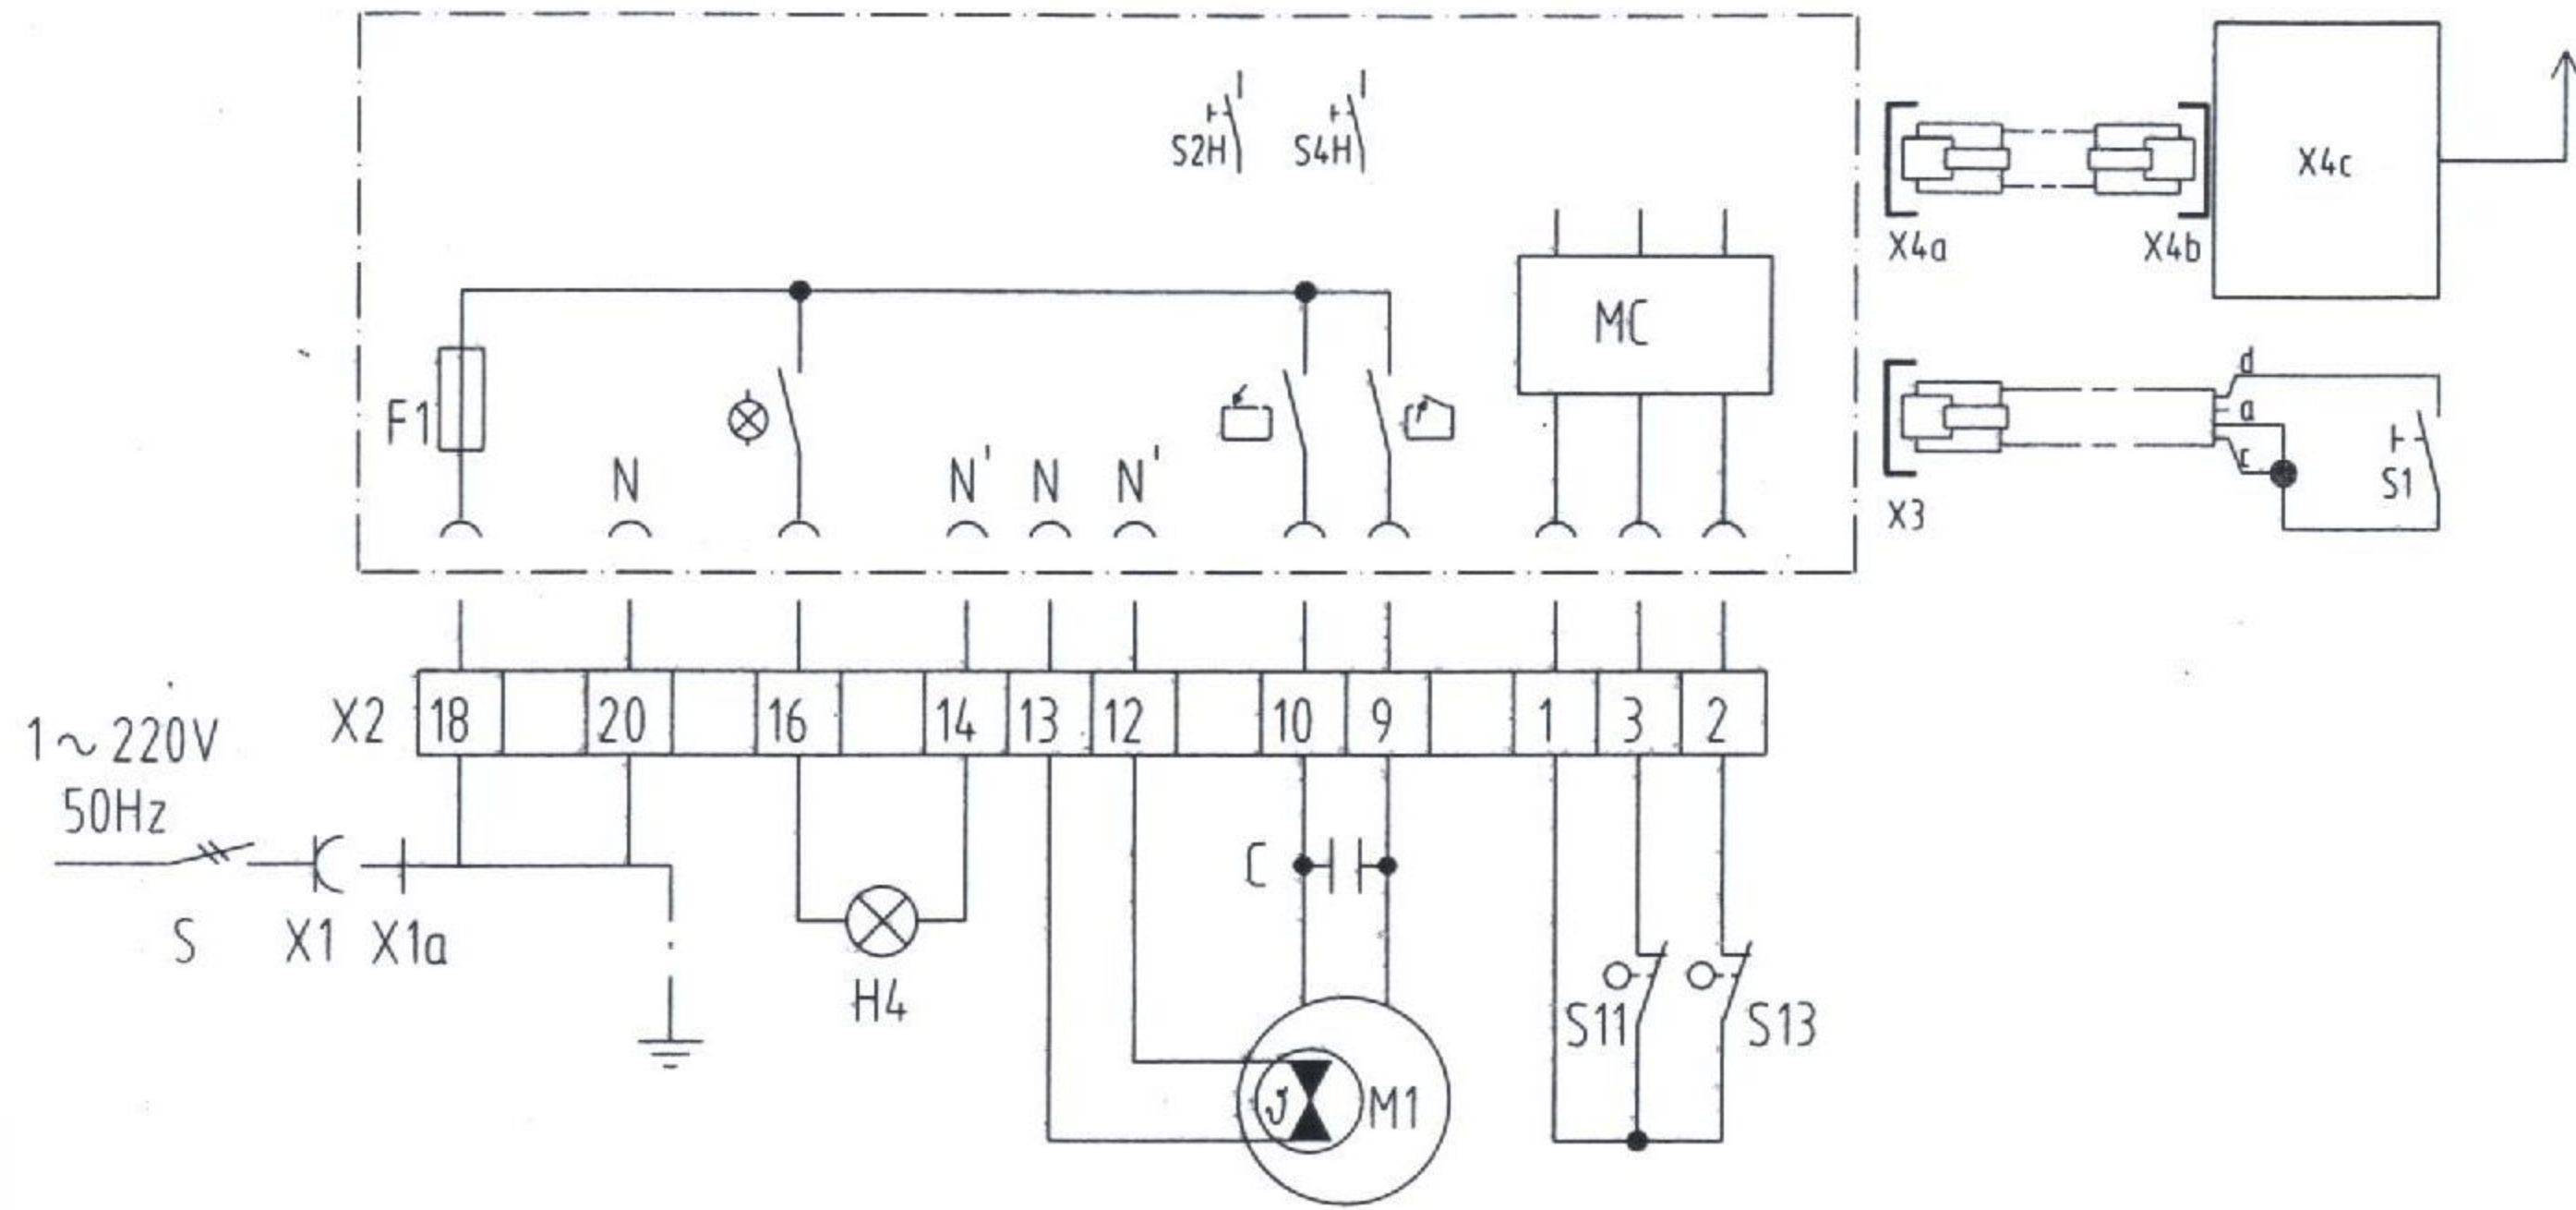 S2H S4H
X4c
X4a X4b
MC
F1
N N' N N'
d
a
c
S1
X3
X2 18 20 16 14 13 12 10 9 1 3 2
1~220V
50Hz
C
S X1 X1a
H4
S11 S13
ϑ M1